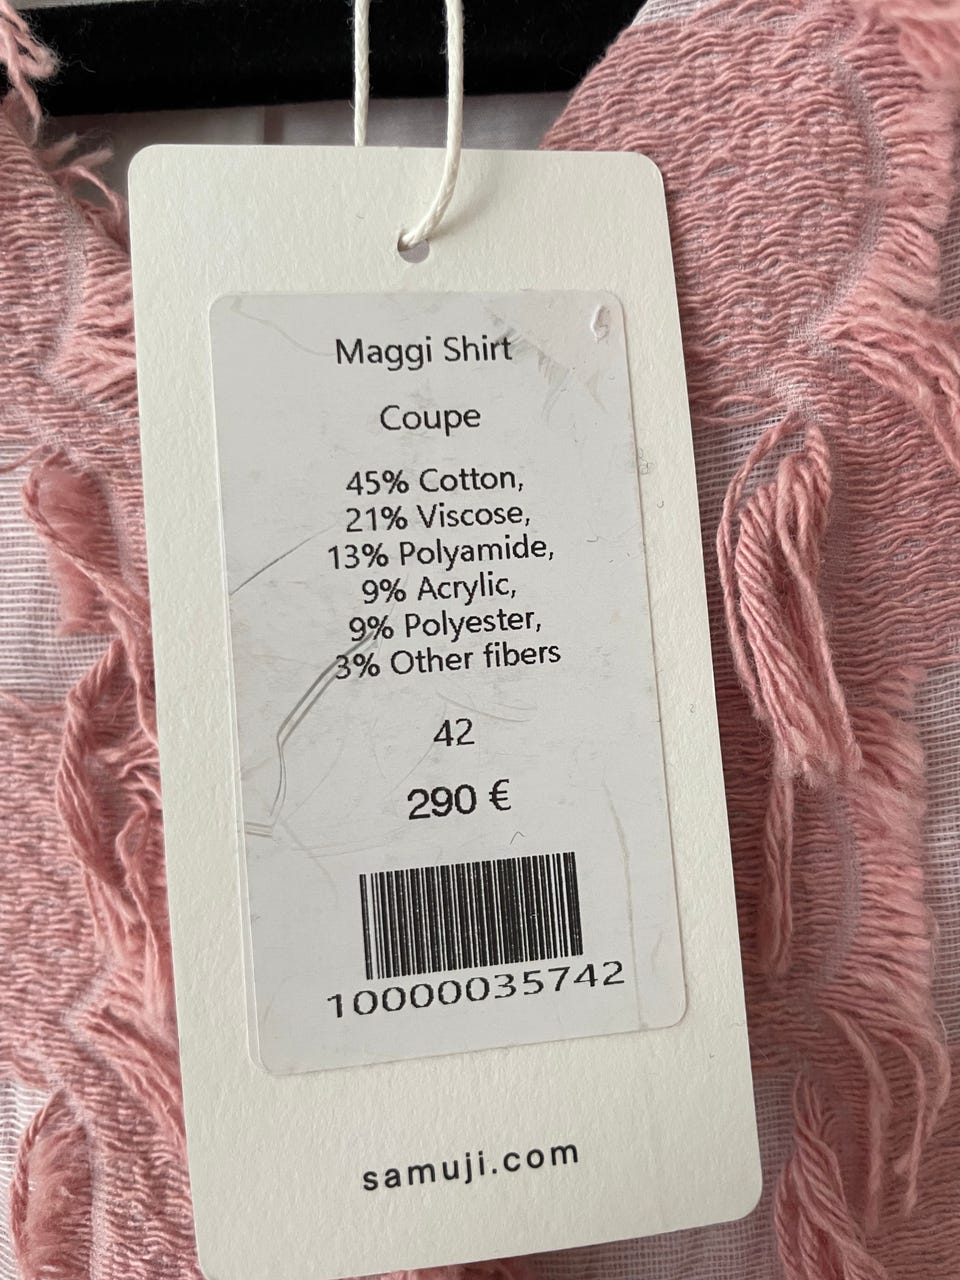 Maggi Shirt
Coupe
45% Cotton,
21% Viscose,
13% Polyamide,
9% Acrylic,
9% Polyester,
3% Other fibers
42
290 €
10000035742
samuji.com